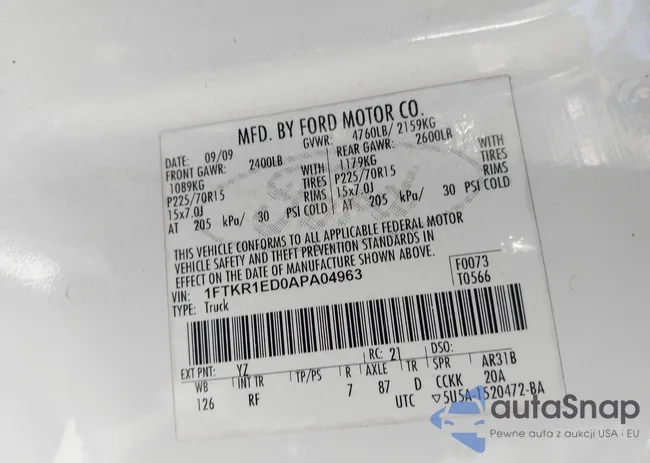 MFD. BY FORD MOTOR CO.
DATE: 09/09 GVWR: 4760LB/ 2159KG
FRONT GAWR: 2400LB REAR GAWR: 2600LB
1089KG WITH 1179KG WITH
P225/70R15 TIRES P225/70R15 TIRES
15x7.0J RIMS 15x7.0J RIMS
AT 205 kPa/ 30 PSI COLD AT 205 kPa/ 30 PSI COLD
THIS VEHICLE CONFORMS TO ALL APPLICABLE FEDERAL MOTOR
VEHICLE SAFETY AND THEFT PREVENTION STANDARDS IN
EFFECT ON THE DATE OF MANUFACTURE SHOWN ABOVE.
VIN: 1FTKR1ED0APA04963 F0073
TYPE: Truck T0566
EXT PNT: YZ RC: 21 DSO:
WB INT TR TP/PS R AXLE TR SPR AR31B
126 RF 7 87 D CCKK 20A
UTC ▽5U5A-1520472-BA
Ford
autaSnap
Pewne auta z aukcji USA i EU